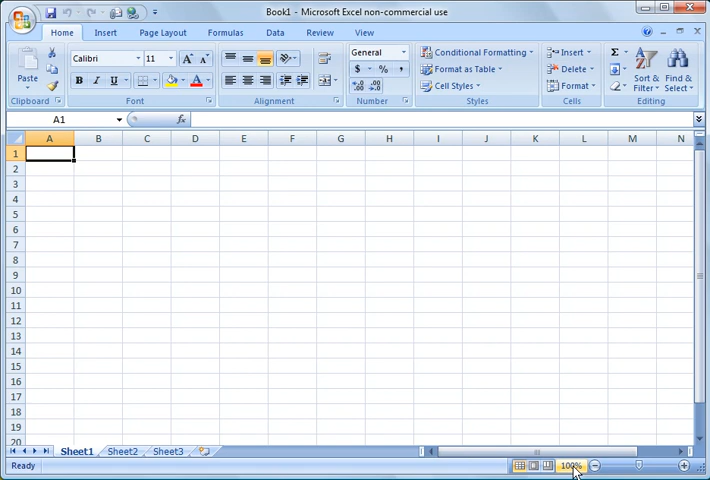 Book1 - Microsoft Excel non-commercial use
Home Insert Page Layout Formulas Data Review View
Calibri 11 General Conditional Formatting Insert Σ
Paste $ % , Format as Table Delete Sort & Filter Find & Select
B I U A .00 .0 Cell Styles Format
Clipboard Font Alignment Number Styles Cells Editing
A1 fx
A B C D E F G H I J K L M N
1
2
3
4
5
6
7
8
9
10
11
12
13
14
15
16
17
18
19
20
Sheet1 Sheet2 Sheet3
Ready 100%